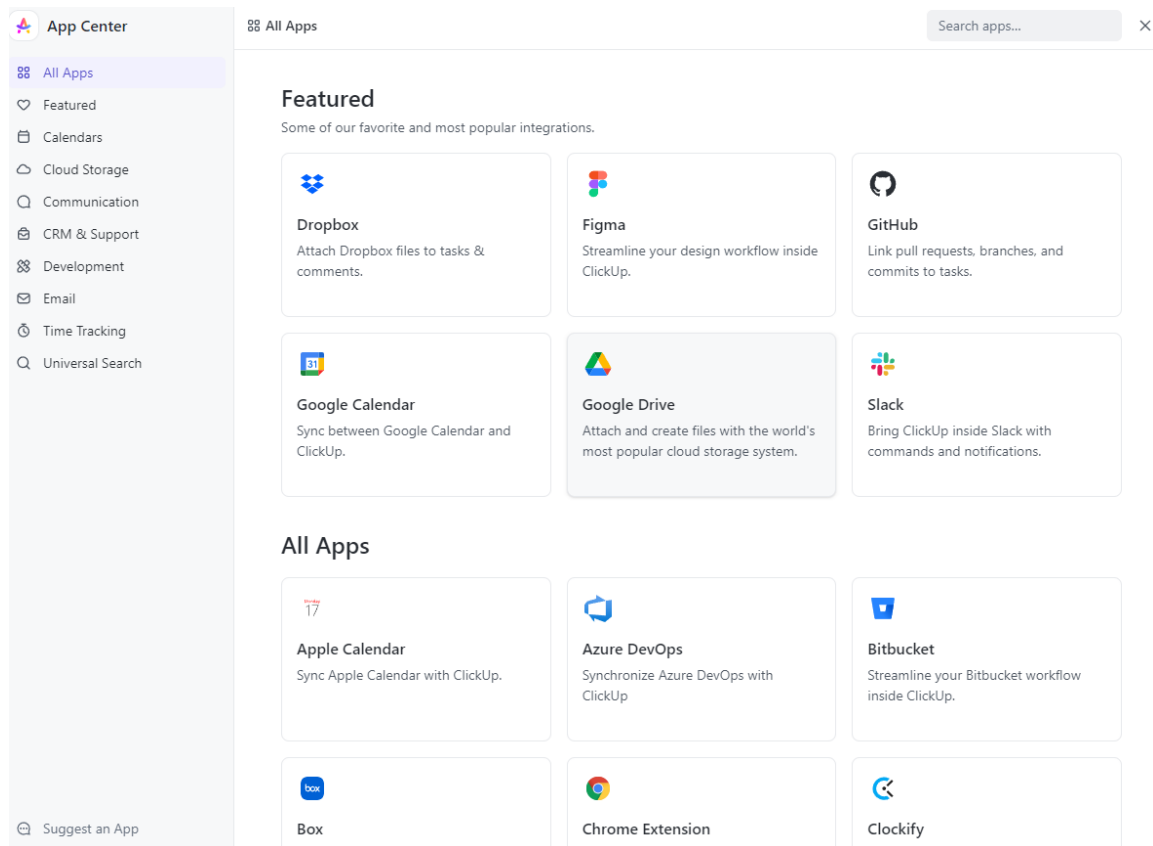 App Center
All Apps
Search apps...
All Apps
Featured
Calendars
Cloud Storage
Communication
CRM & Support
Development
Email
Time Tracking
Universal Search
Suggest an App
Featured
Some of our favorite and most popular integrations.
Dropbox
Attach Dropbox files to tasks &
comments.
Figma
Streamline your design workflow inside
ClickUp.
GitHub
Link pull requests, branches, and
commits to tasks.
31
Google Calendar
Sync between Google Calendar and
ClickUp.
Google Drive
Attach and create files with the world's
most popular cloud storage system.
Slack
Bring ClickUp inside Slack with
commands and notifications.
All Apps
17
Apple Calendar
Sync Apple Calendar with ClickUp.
Azure DevOps
Synchronize Azure DevOps with
ClickUp
Bitbucket
Streamline your Bitbucket workflow
inside ClickUp.
box
Box
Chrome Extension
Clockify